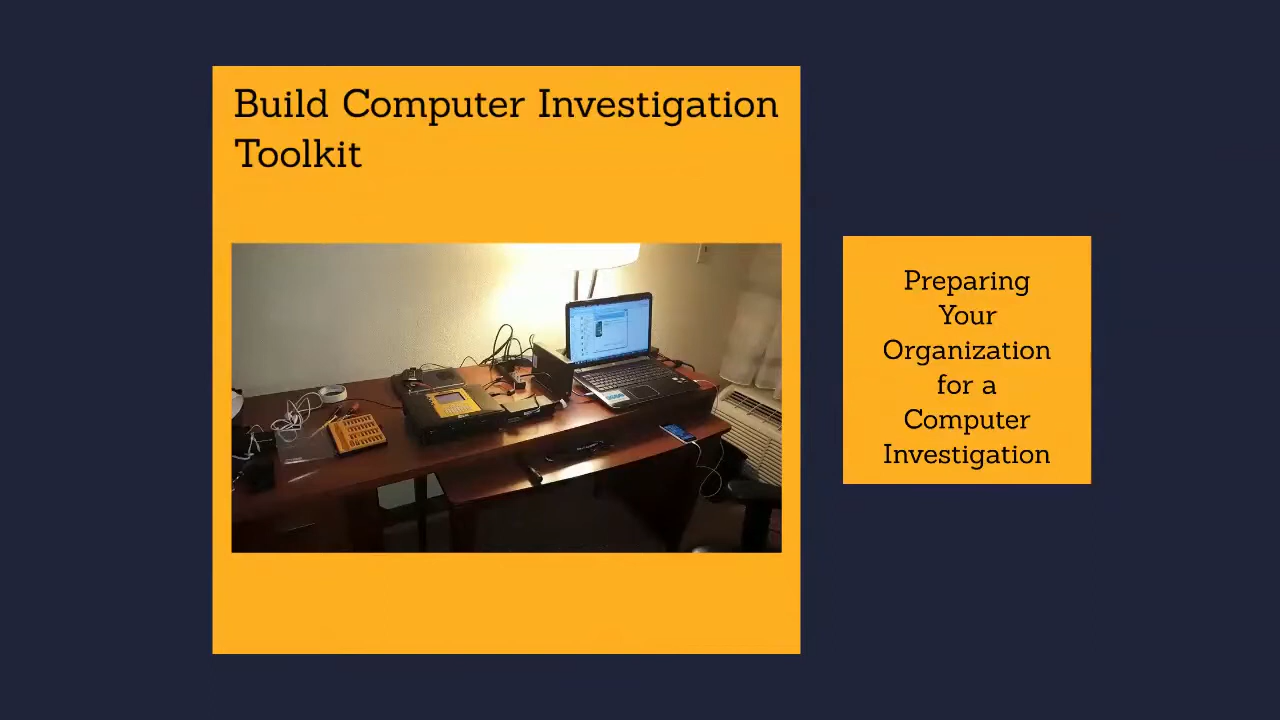 Build Computer Investigation
Toolkit
Preparing
Your
Organization
for a
Computer
Investigation